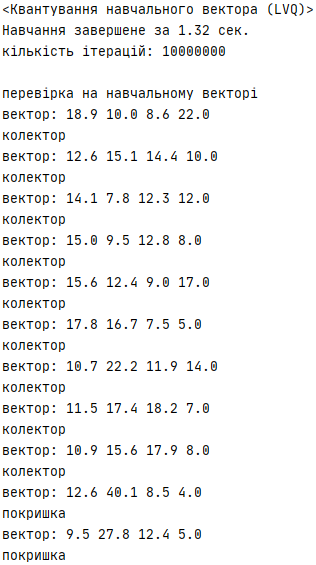 <Квантування навчального вектора (LVQ)>
Навчання завершене за 1.32 сек.
кількість ітерацій: 10000000
перевірка на навчальному векторі
вектор: 18.9 10.0 8.6 22.0
колектор
вектор: 12.6 15.1 14.4 10.0
колектор
вектор: 14.1 7.8 12.3 12.0
колектор
вектор: 15.0 9.5 12.8 8.0
колектор
вектор: 15.6 12.4 9.0 17.0
колектор
вектор: 17.8 16.7 7.5 5.0
колектор
вектор: 10.7 22.2 11.9 14.0
колектор
вектор: 11.5 17.4 18.2 7.0
колектор
вектор: 10.9 15.6 17.9 8.0
колектор
вектор: 12.6 40.1 8.5 4.0
покришка
вектор: 9.5 27.8 12.4 5.0
покришка